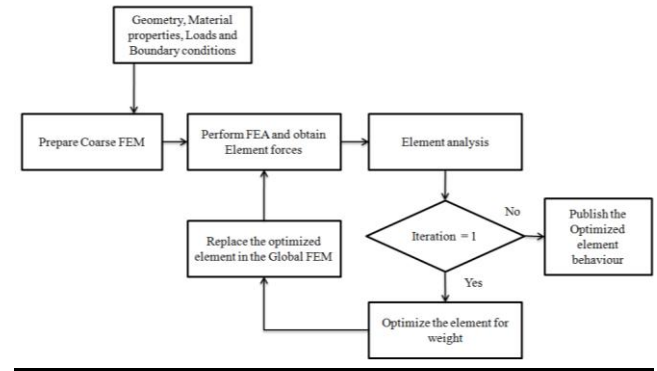 Geometry, Material
properties, Loads and
Boundary conditions
Prepare Coarse FEM
Perform FEA and obtain
Element forces
Element analysis
Replace the optimized
element in the Global FEM
Iteration = 1
No
Publish the
Optimized
element
behaviour
Yes
Optimize the element for
weight